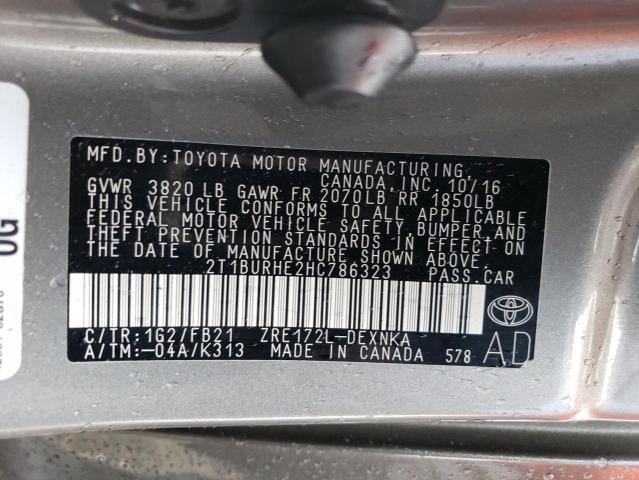 MFD.BY:TOYOTA MOTOR MANUFACTURING,
CANADA,INC. 10/16
GVWR 3820 LB GAWR FR 2070LB RR 1850LB
THIS VEHICLE CONFORMS TO ALL APPLICABLE
FEDERAL MOTOR VEHICLE SAFETY,BUMPER,AND
THEFT PREVENTION STANDARDS IN EFFECT ON
THE DATE OF MANUFACTURE SHOWN ABOVE.
2T1BURHE2HC786323 PASS.CAR
C/TR:1G2/FB21 ZRE172L-DEXNKA
A/TM:-04A/K313 MADE IN CANADA 578
AD
OG